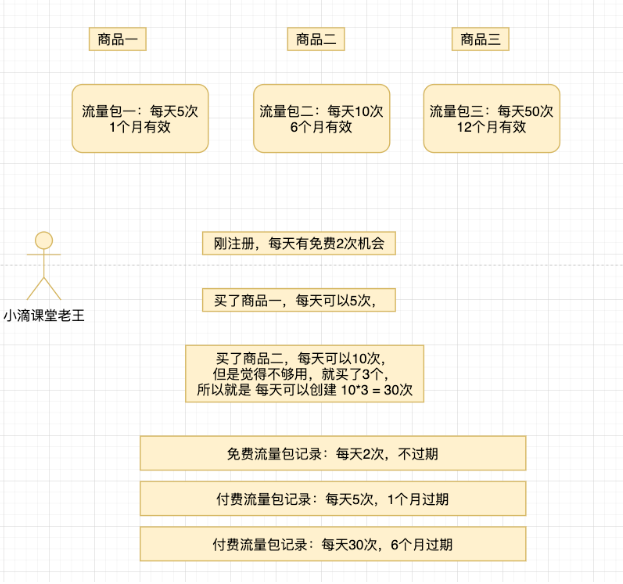 商品一
商品二
商品三
流量包一：每天5次
1个月有效
流量包二：每天10次
6个月有效
流量包三：每天50次
12个月有效
刚注册，每天有免费2次机会
小滴课堂老王
买了商品一，每天可以5次，
买了商品二，每天可以10次，
但是觉得不够用，就买了3个，
所以就是 每天可以创建 10*3 = 30次
免费流量包记录：每天2次，不过期
付费流量包记录：每天5次，1个月过期
付费流量包记录：每天30次，6个月过期